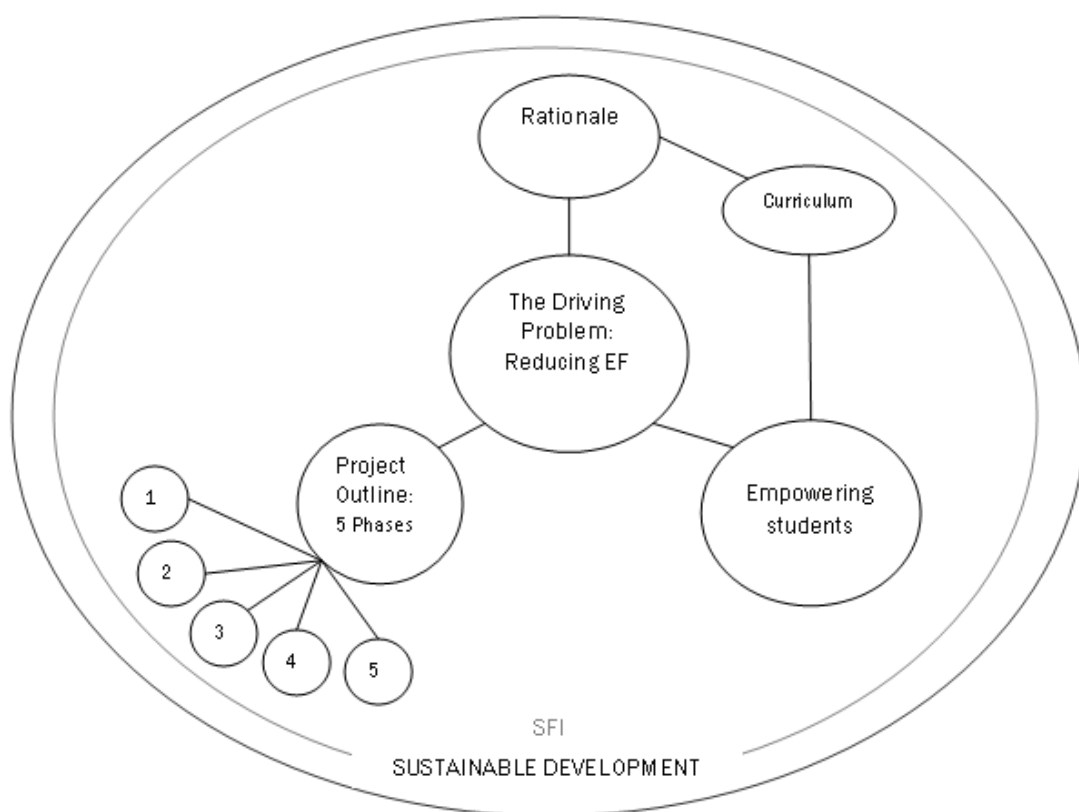 Rationale
Curriculum
The Driving
Problem:
Reducing EF
Project
Outline:
5 Phases
Empowering
students
1
2
3
4
5
SFI
SUSTAINABLE DEVELOPMENT